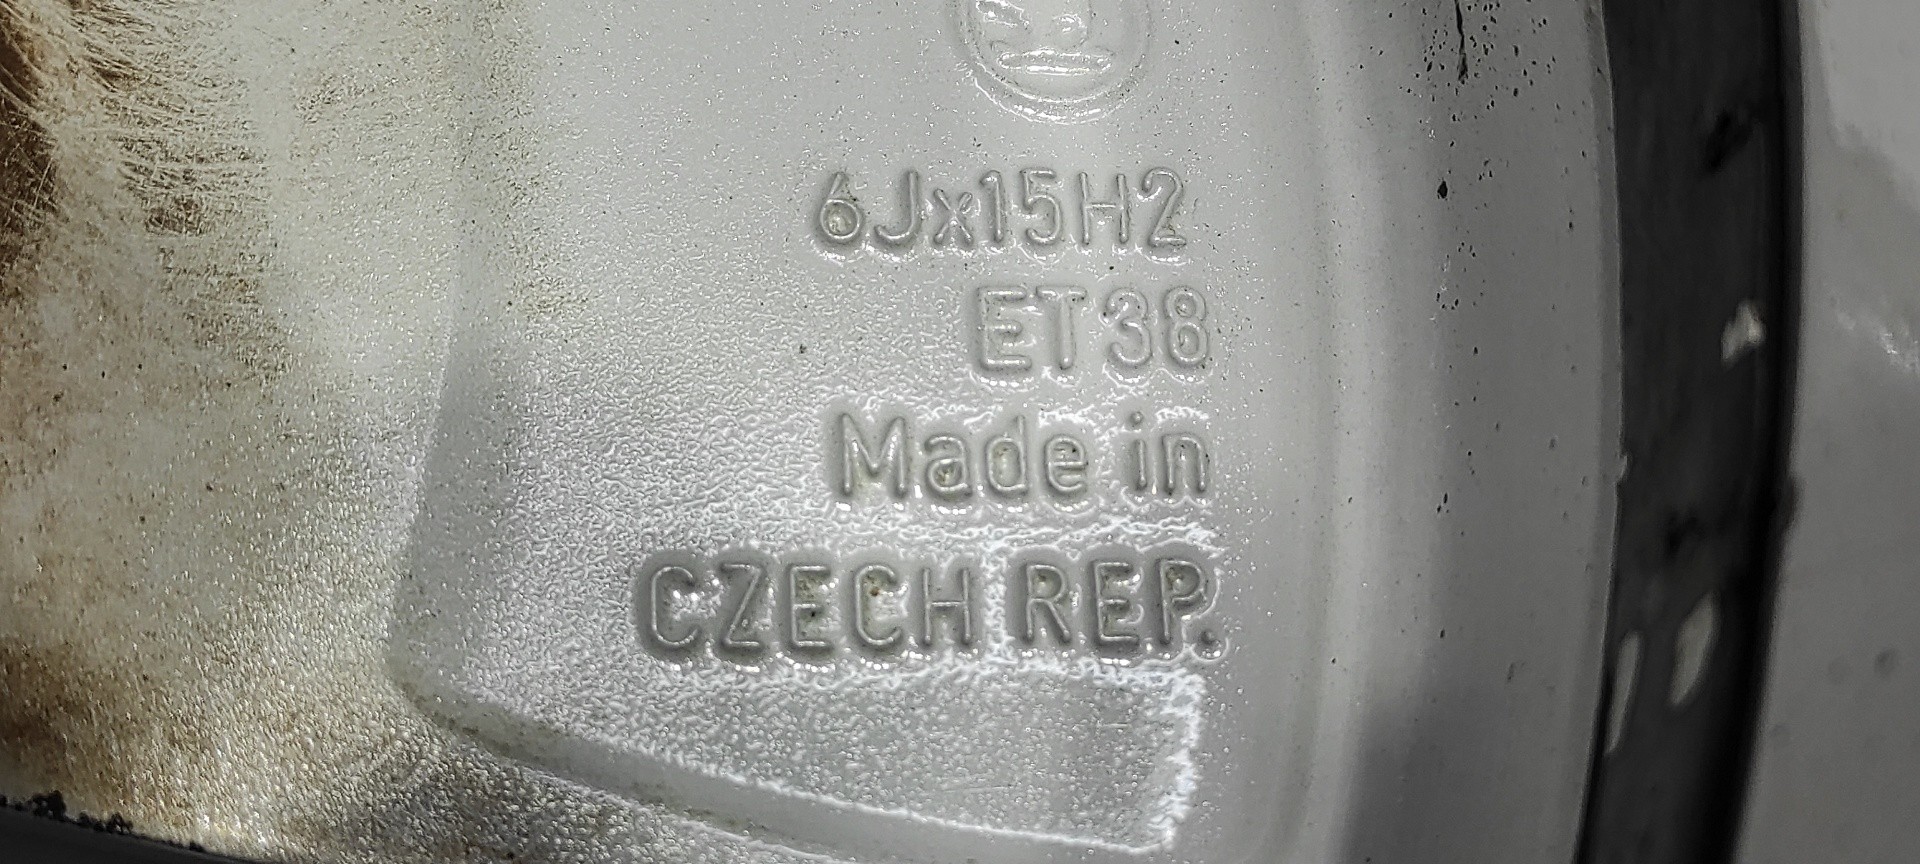 6Jx15H2
ET38
Made in
CZECH REP.